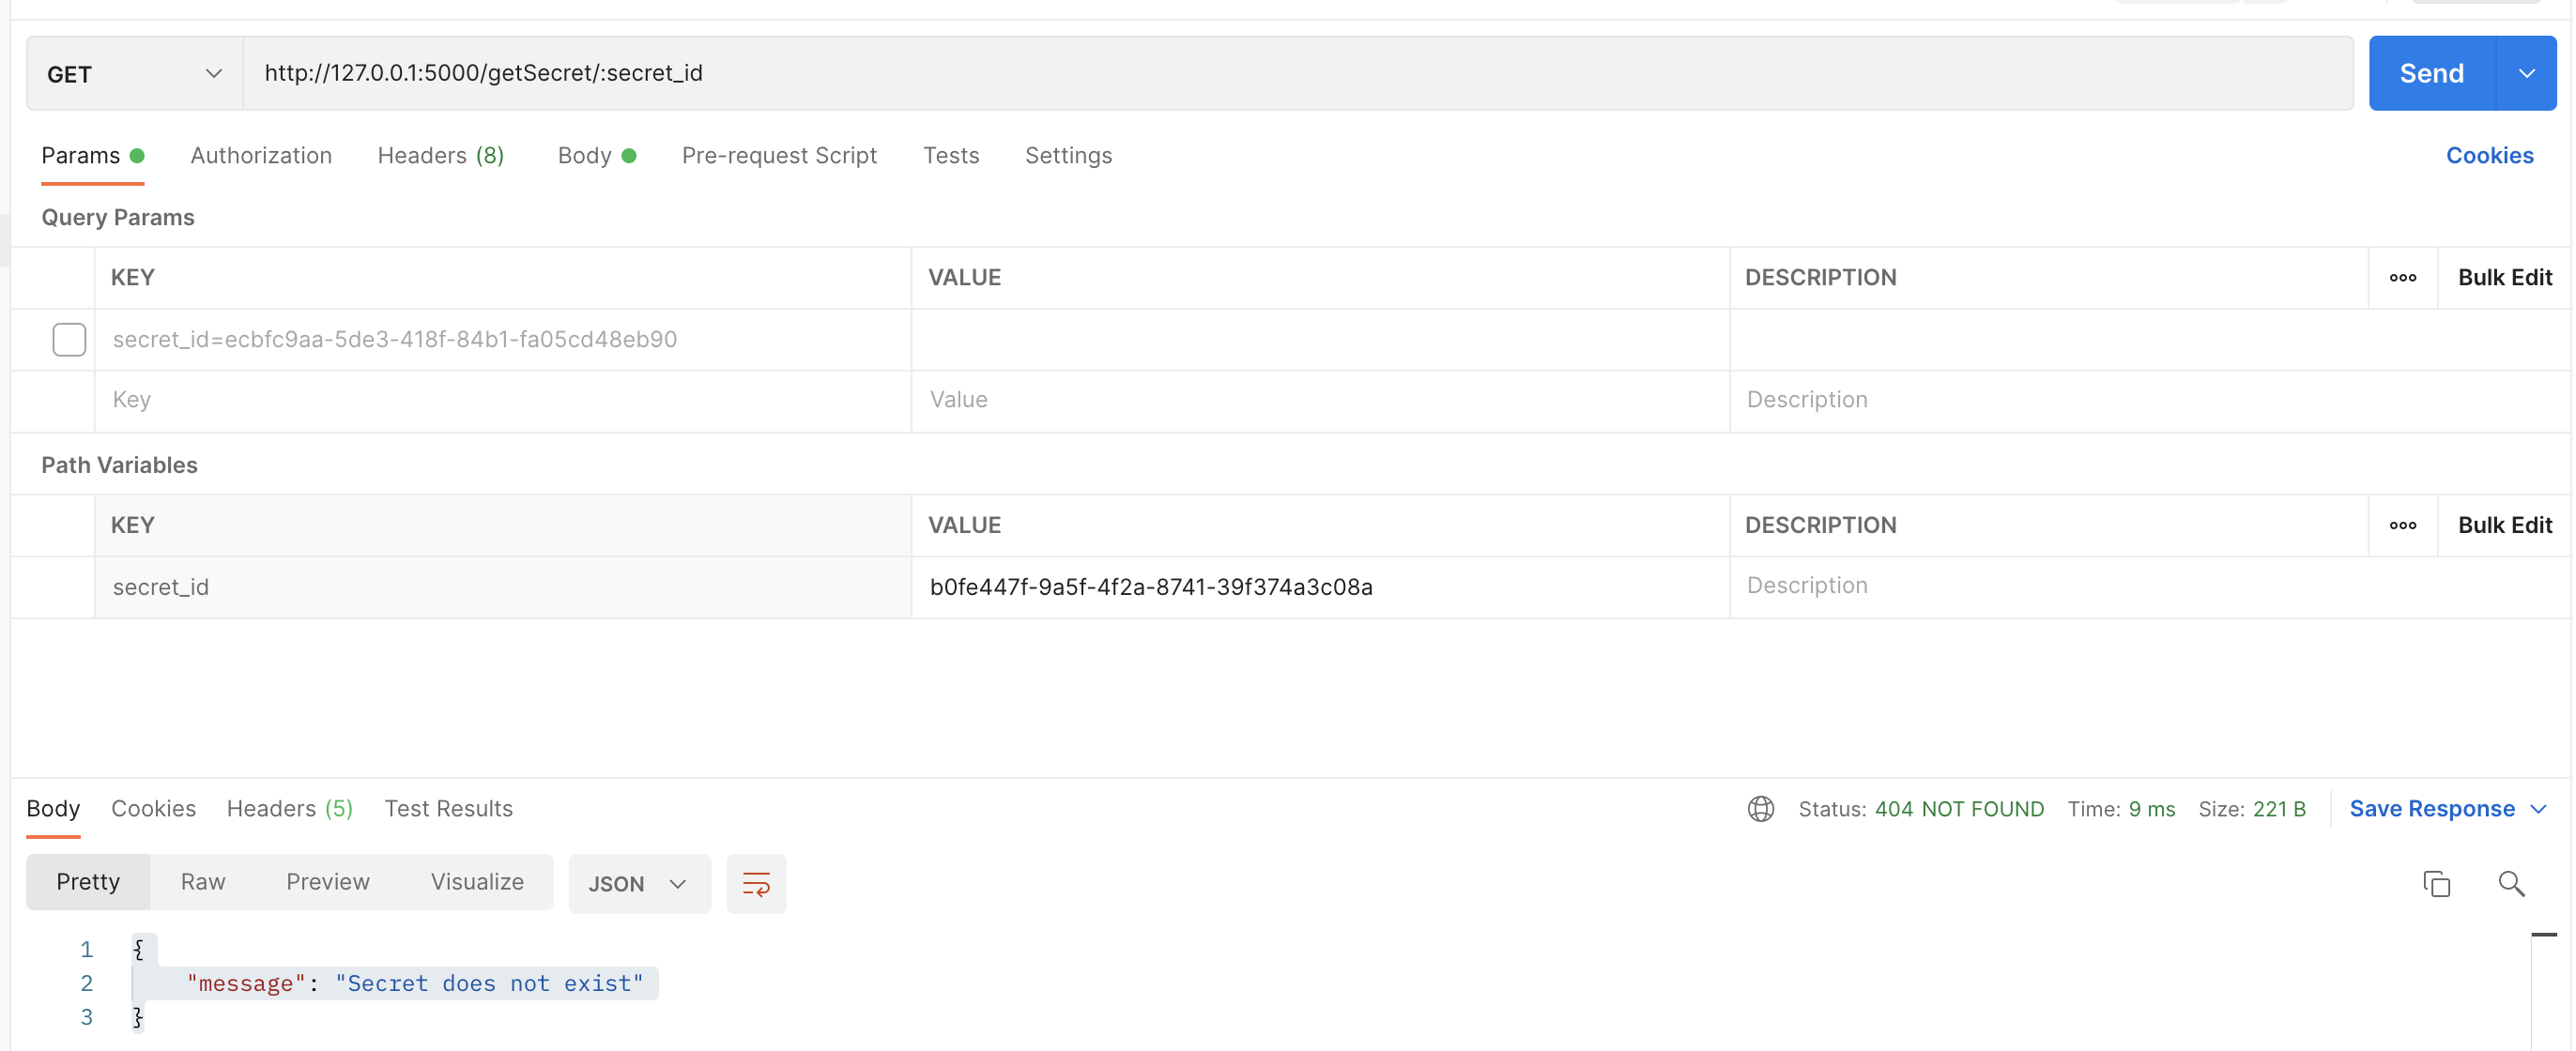 GET http://127.0.0.1:5000/getSecret/:secret_id Send
Params Authorization Headers (8) Body Pre-request Script Tests Settings Cookies
Query Params
KEY VALUE DESCRIPTION ooo Bulk Edit
secret_id=ecbfc9aa-5de3-418f-84b1-fa05cd48eb90
Key Value Description
Path Variables
KEY VALUE DESCRIPTION ooo Bulk Edit
secret_id b0fe447f-9a5f-4f2a-8741-39f374a3c08a Description
Body Cookies Headers (5) Test Results Status: 404 NOT FOUND Time: 9 ms Size: 221 B Save Response
Pretty Raw Preview Visualize JSON
1 {
2 "message": "Secret does not exist"
3 }